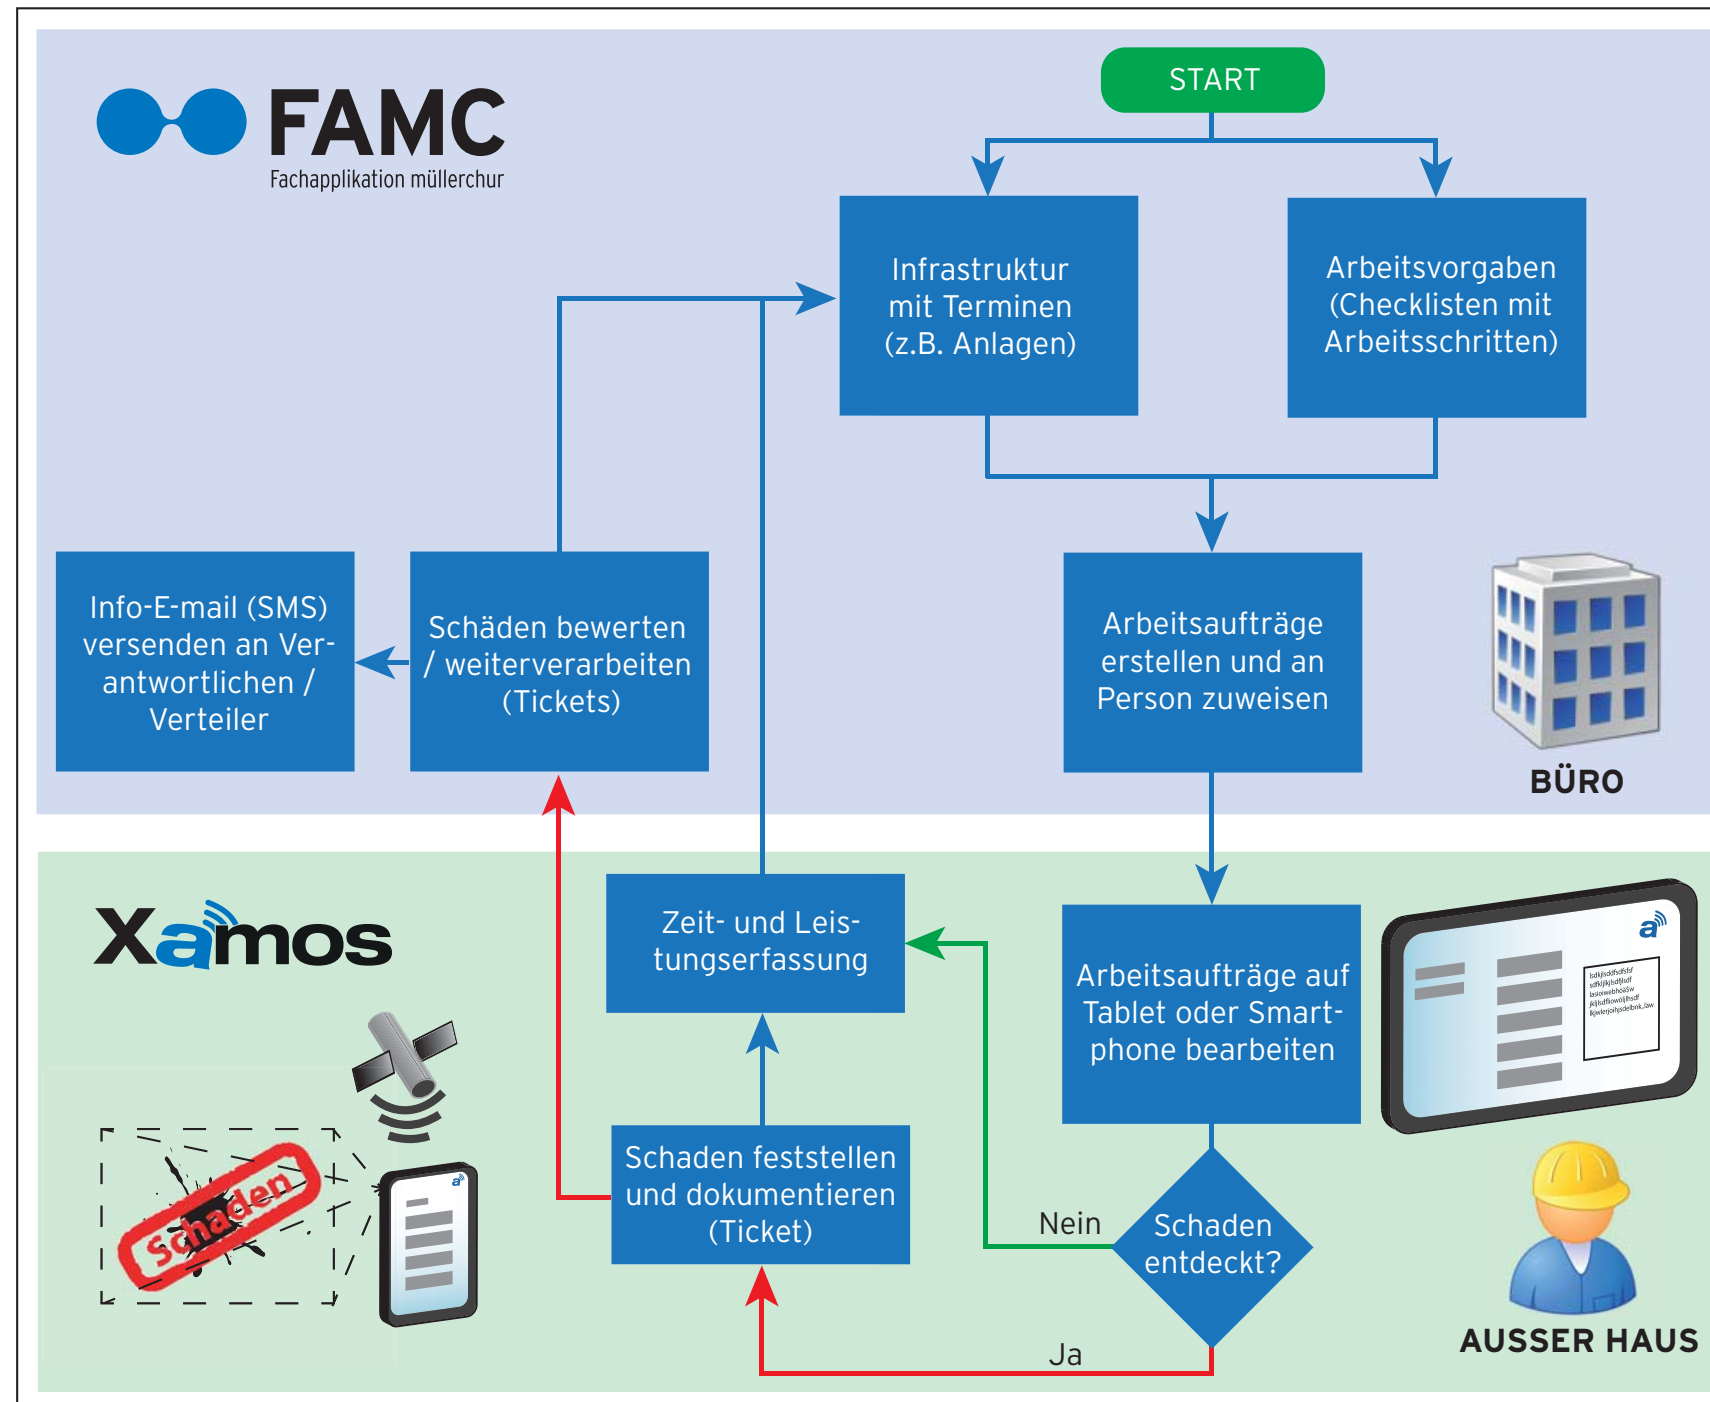 START
FAMC
Fachapplikation müllerchur
Infrastruktur
mit Terminen
(z.B. Anlagen)
Arbeitsvorgaben
(Checklisten mit
Arbeitsschritten)
Info-E-mail (SMS)
versenden an Ver-
antwortlichen /
Verteiler
Schäden bewerten
/ weiterverarbeiten
(Tickets)
Arbeitsaufträge
erstellen und an
Person zuweisen
BÜRO
Xamos
Zeit- und Leis-
tungserfassung
Arbeitsaufträge auf
Tablet oder Smart-
phone bearbeiten
a
Schaden
a
Schaden feststellen
und dokumentieren
(Ticket)
Nein
Schaden
entdeckt?
Ja
AUSSER HAUS